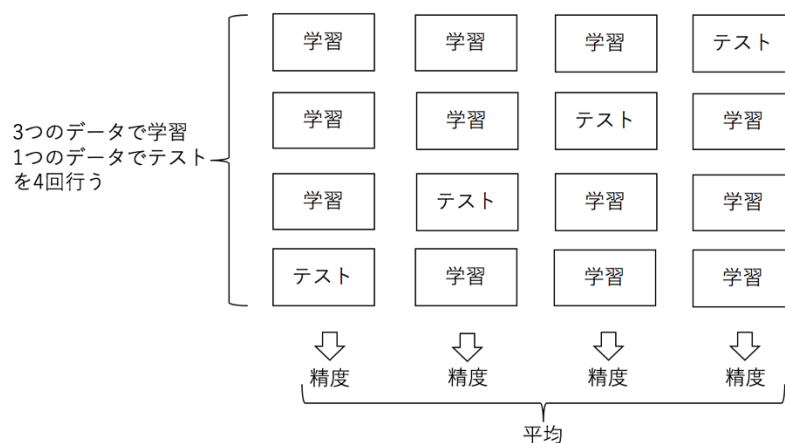 学習 学習 学習 テスト
学習 学習 テスト 学習
3つのデータで学習
1つのデータでテスト
を4回行う
学習 テスト 学習 学習
テスト 学習 学習 学習
精度 精度 精度 精度
平均